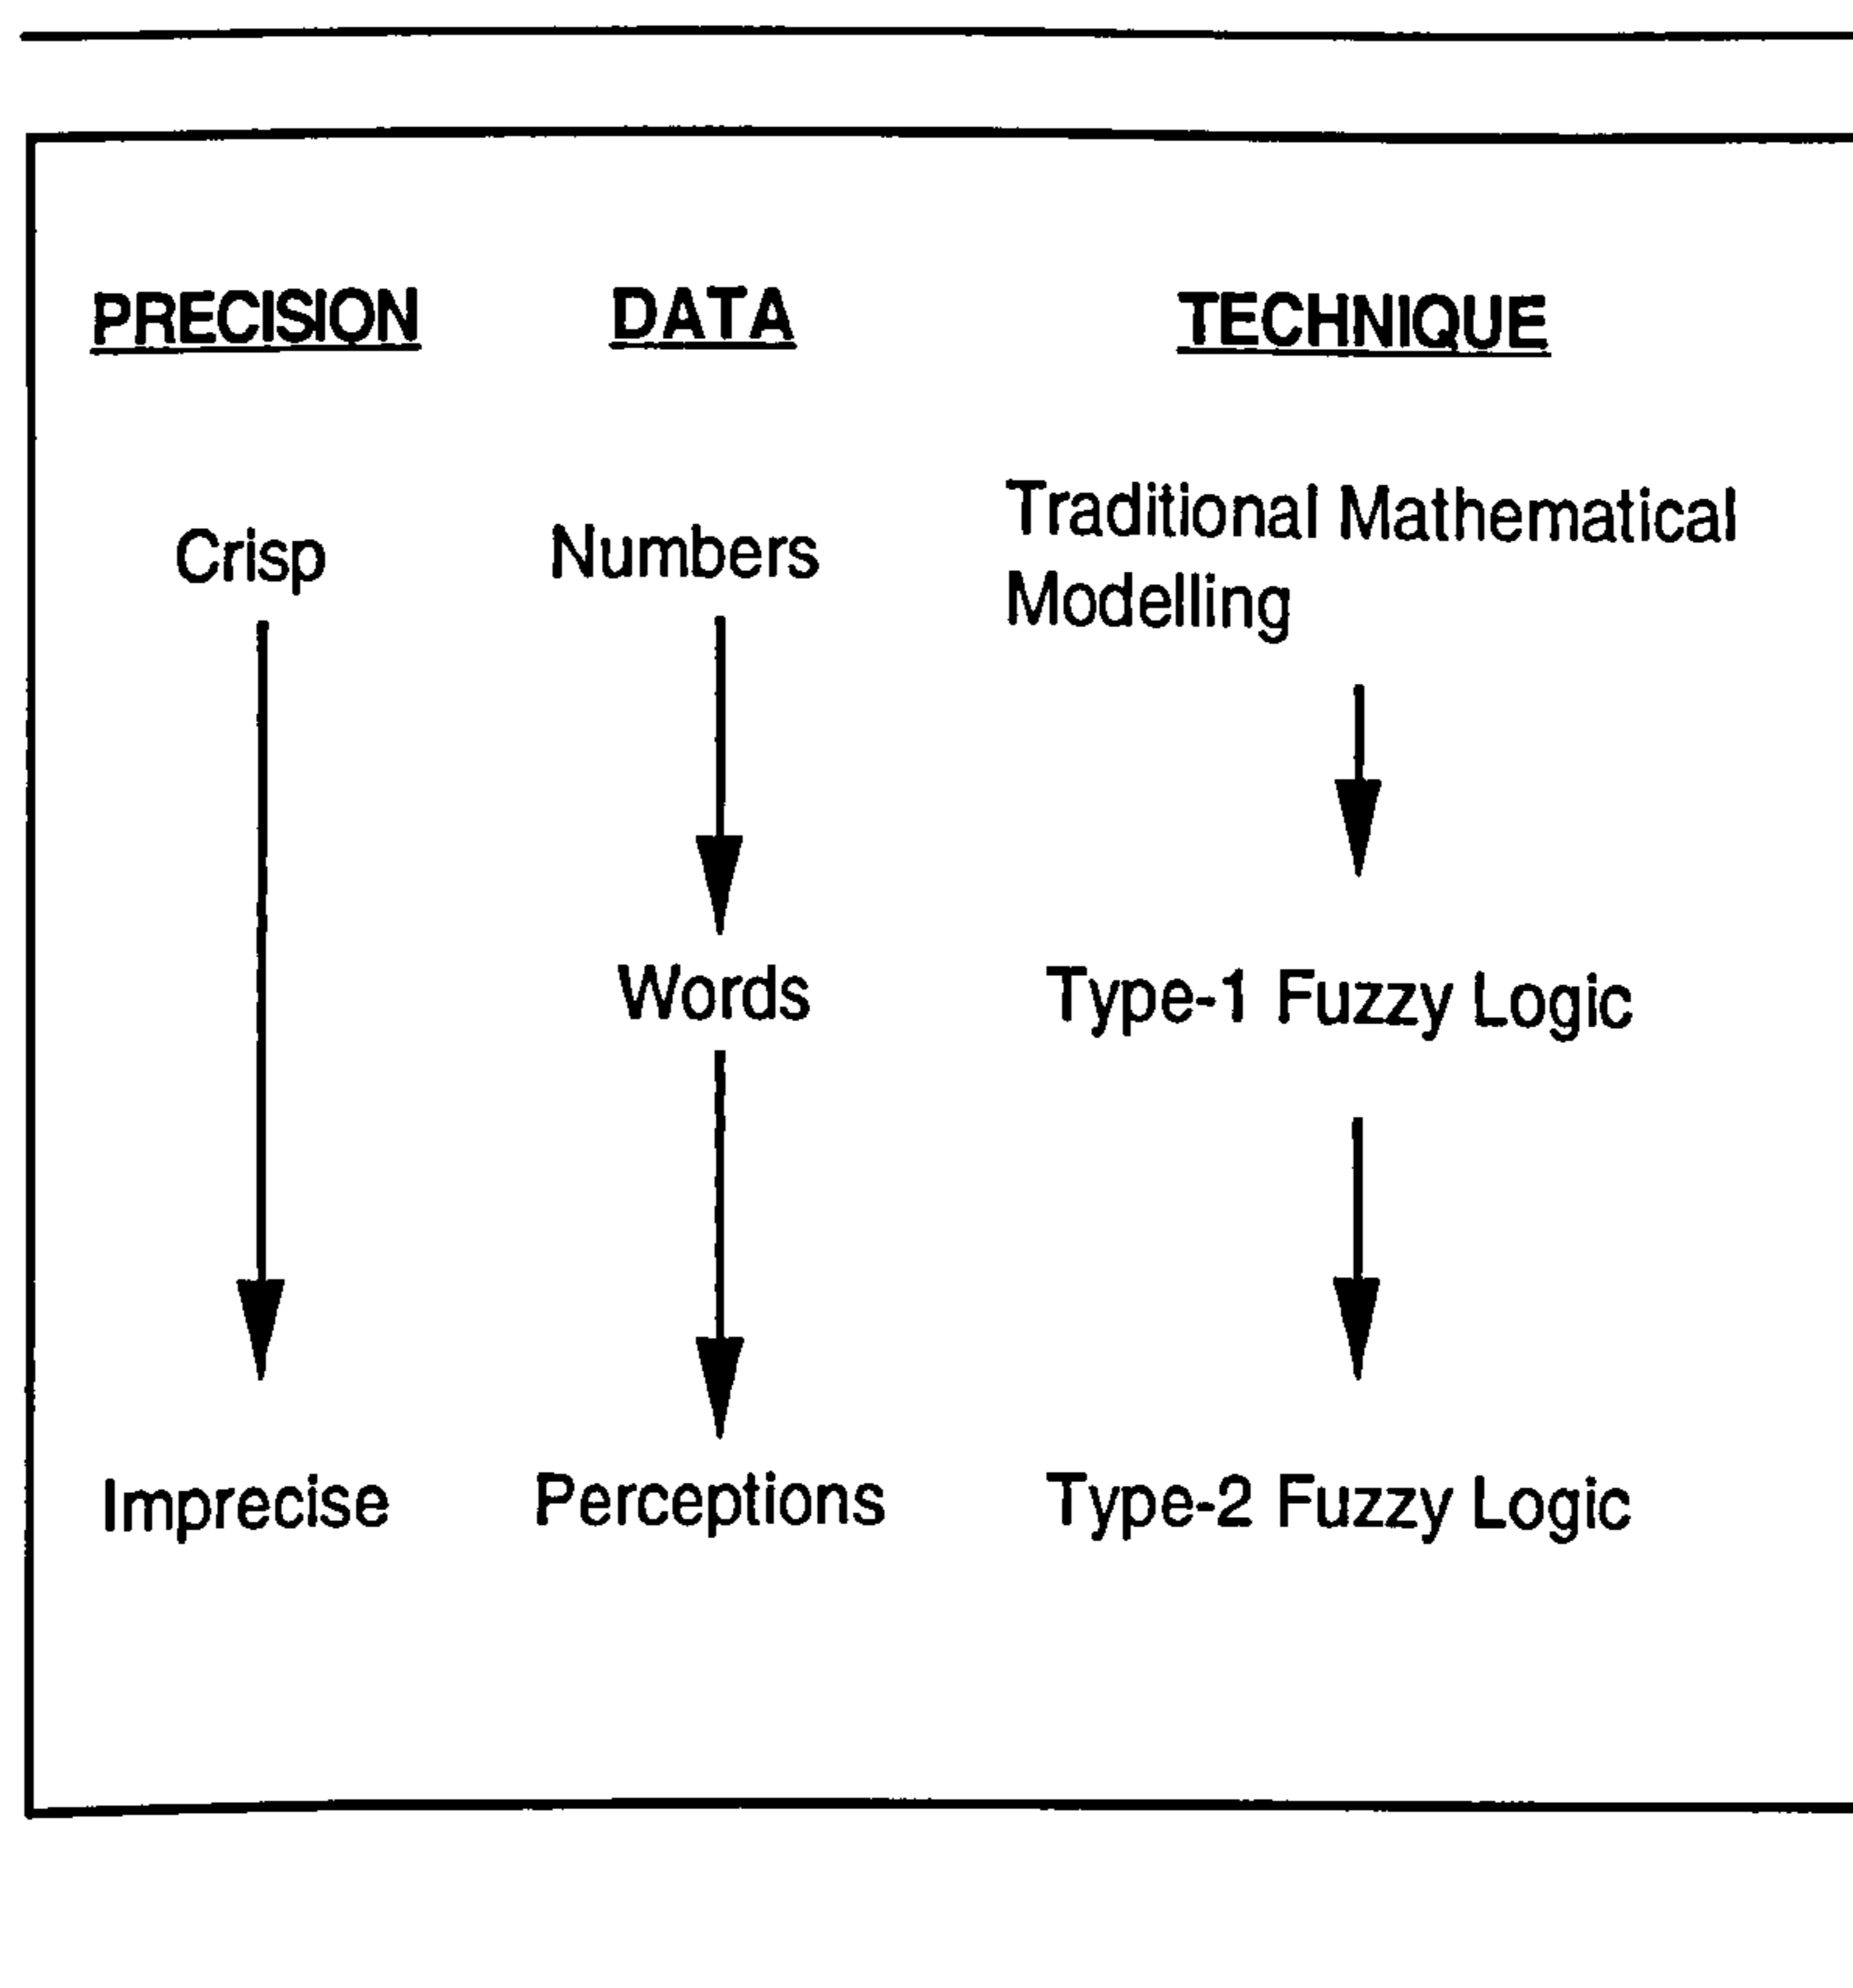 PRECISION DATA TECHNIQUE
Crisp Numbers Traditional Mathematical
Modelling
Words Type-1 Fuzzy Logic
Imprecise Perceptions Type-2 Fuzzy Logic